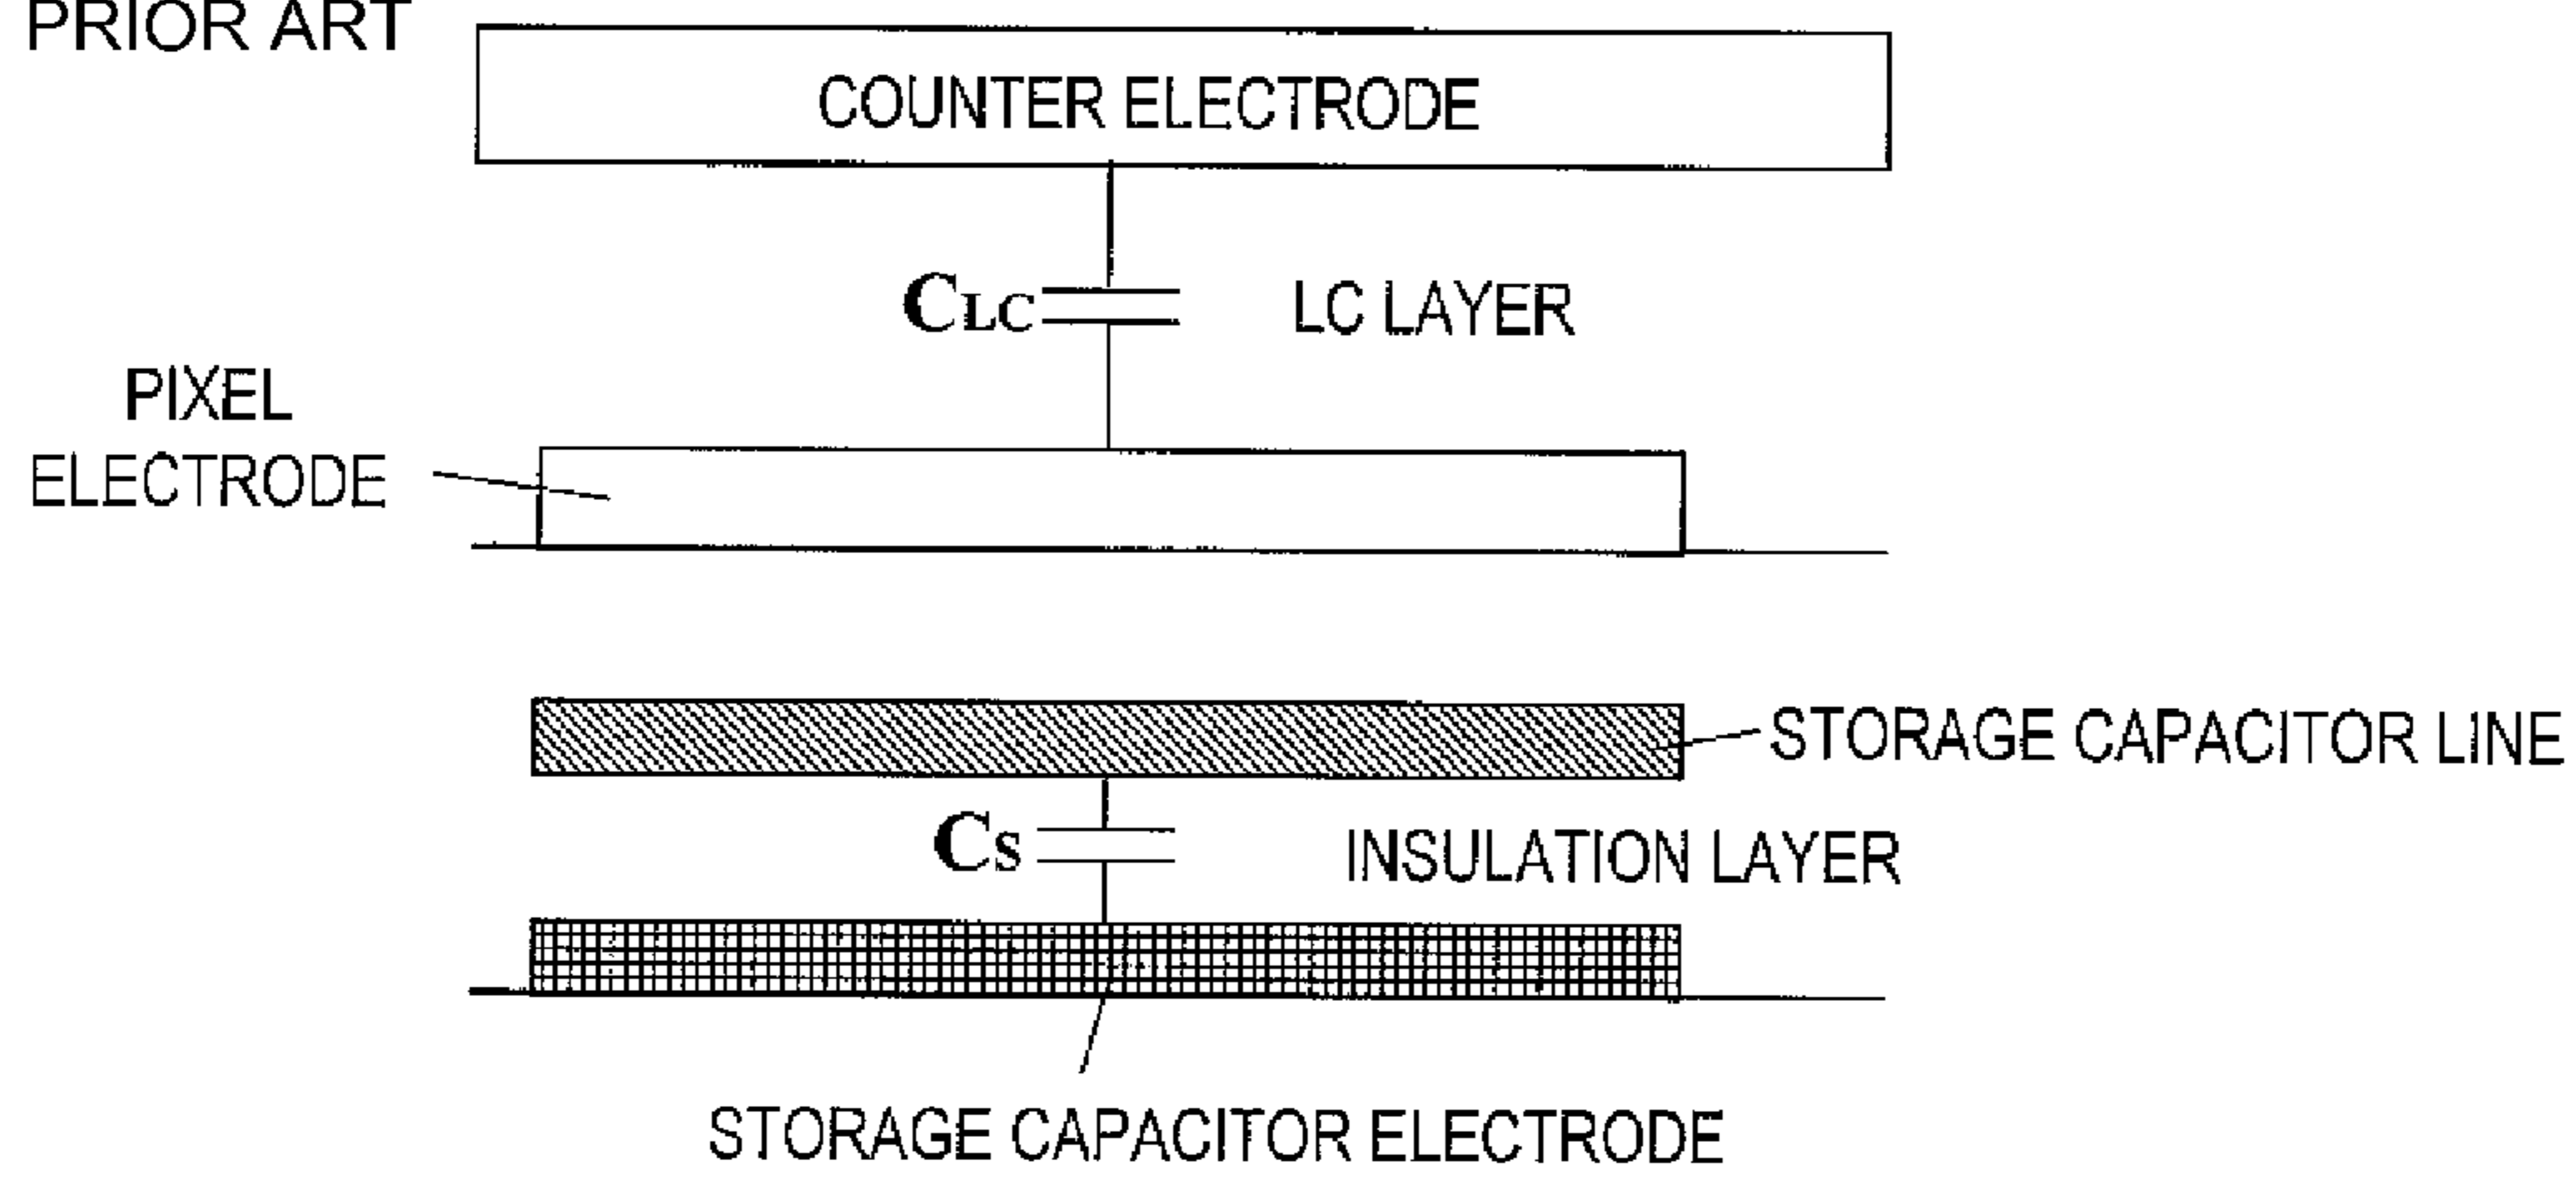 PRIOR ART
COUNTER ELECTRODE
CLC
LC LAYER
PIXEL
ELECTRODE
STORAGE CAPACITOR LINE
CS
INSULATION LAYER
STORAGE CAPACITOR ELECTRODE